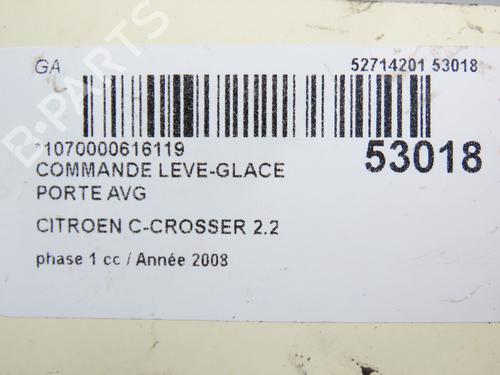 GA
52714201 53018
*1070000616119
53018
COMMANDE LEVE-GLACE
PORTE AVG
CITROEN C-CROSSER 2.2
phase 1 cc / Année 2008
B-PARTS